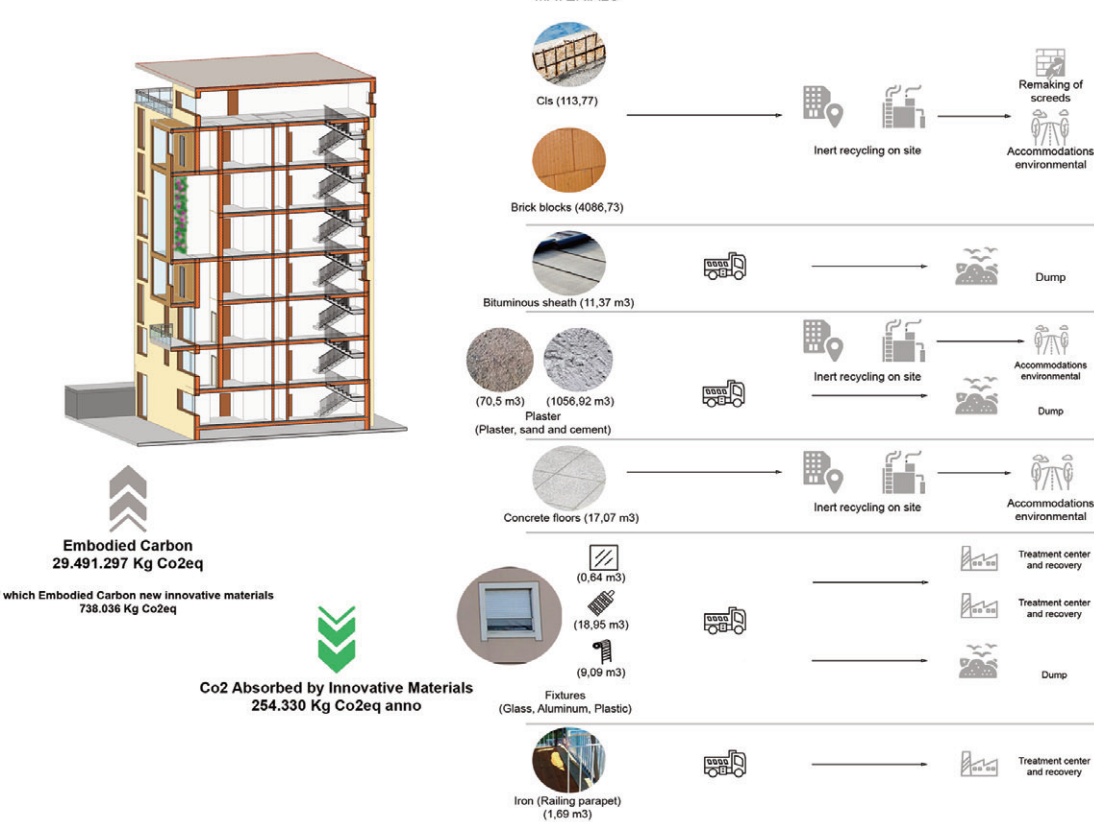 MATERIALS
Cls (113,77)
Inert recycling on site
Remaking of
screeds
Accommodations
environmental
Brick blocks (4086,73)
Bituminous sheath (11,37 m3)
Dump
(70,5 m3)
(1056,92 m3)
Plaster
(Plaster, sand and cement)
Inert recycling on site
Accommodations
environmental
Dump
Concrete floors (17,07 m3)
Inert recycling on site
Accommodations
environmental
Embodied Carbon
29.491.297 Kg Co2eq
which Embodied Carbon new innovative materials
738.036 Kg Co2eq
Co2 Absorbed by Innovative Materials
254.330 Kg Co2eq anno
(0,64 m3)
(18,95 m3)
(9,09 m3)
Fixtures
(Glass, Aluminum, Plastic)
Treatment center
and recovery
Treatment center
and recovery
Dump
Iron (Railing parapet)
(1,69 m3)
Treatment center
and recovery